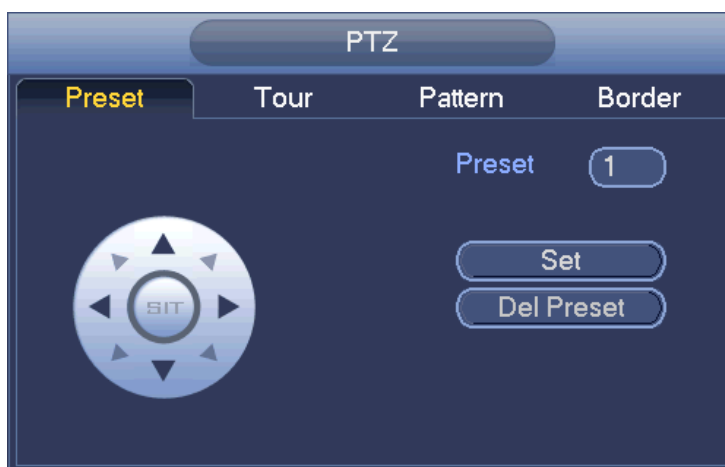 PTZ
Preset Tour Pattern Border
Preset 1
Set
SIT
Del Preset